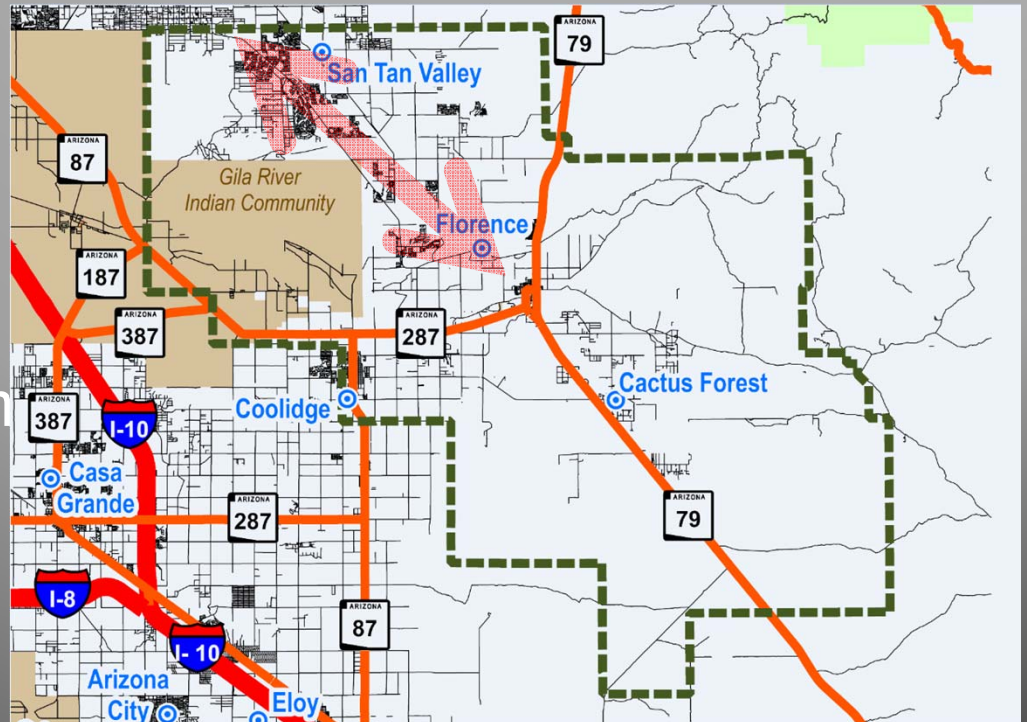 ARIZONA
79
San Tan Valley
ARIZONA
87
Gila River
Indian Community
Florence
ARIZONA
187
ARIZONA
387
ARIZONA
287
Cactus Forest
Coolidge
ARIZONA
387
I-10
Casa
Grande
ARIZONA
287
ARIZONA
79
I-8
ARIZONA
87
I- 10
Arizona
City
Eloy